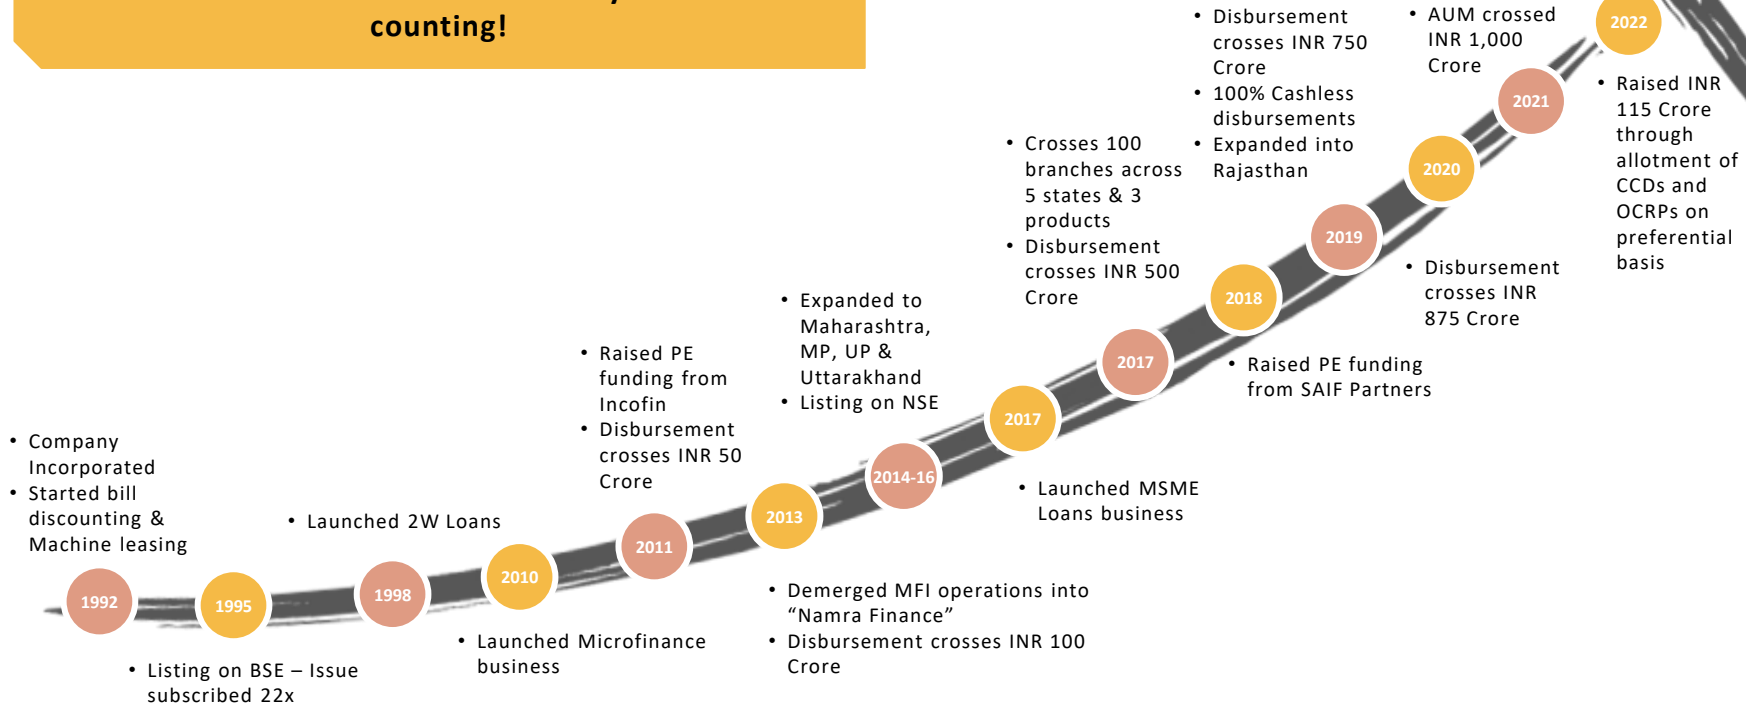 counting!
• Company
Incorporated
• Started bill
discounting &
Machine leasing
1992
1995
• Listing on BSE – Issue
subscribed 22x
• Launched 2W Loans
1998
2010
• Launched Microfinance
business
• Raised PE
funding from
Incofin
• Disbursement
crosses INR 50
Crore
2011
2013
• Demerged MFI operations into
“Namra Finance”
• Disbursement crosses INR 100
Crore
• Expanded to
Maharashtra,
MP, UP &
Uttarakhand
• Listing on NSE
2014-16
2017
• Launched MSME
Loans business
• Crosses 100
branches across
5 states & 3
products
• Disbursement
crosses INR 500
Crore
2017
2018
• Raised PE funding
from SAIF Partners
• Disbursement
crosses INR 750
Crore
• 100% Cashless
disbursements
• Expanded into
Rajasthan
2019
2020
• Disbursement
crosses INR
875 Crore
• AUM crossed
INR 1,000
Crore
2021
2022
• Raised INR
115 Crore
through
allotment of
CCDs and
OCRPs on
preferential
basis